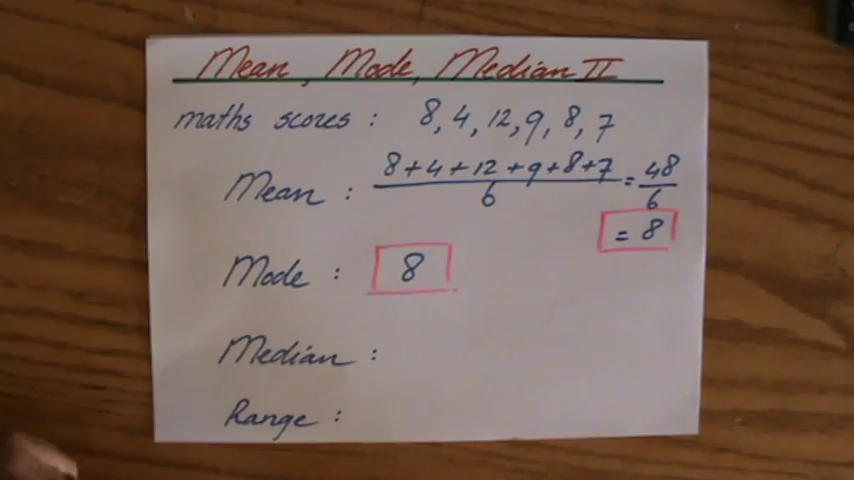 Mean, Mode, Median II
maths scores : 8, 4, 12, 9, 8, 7
Mean : 8+4+12+9+8+7 / 6 = 48 / 6
= 8
Mode : 8
Median :
Range :